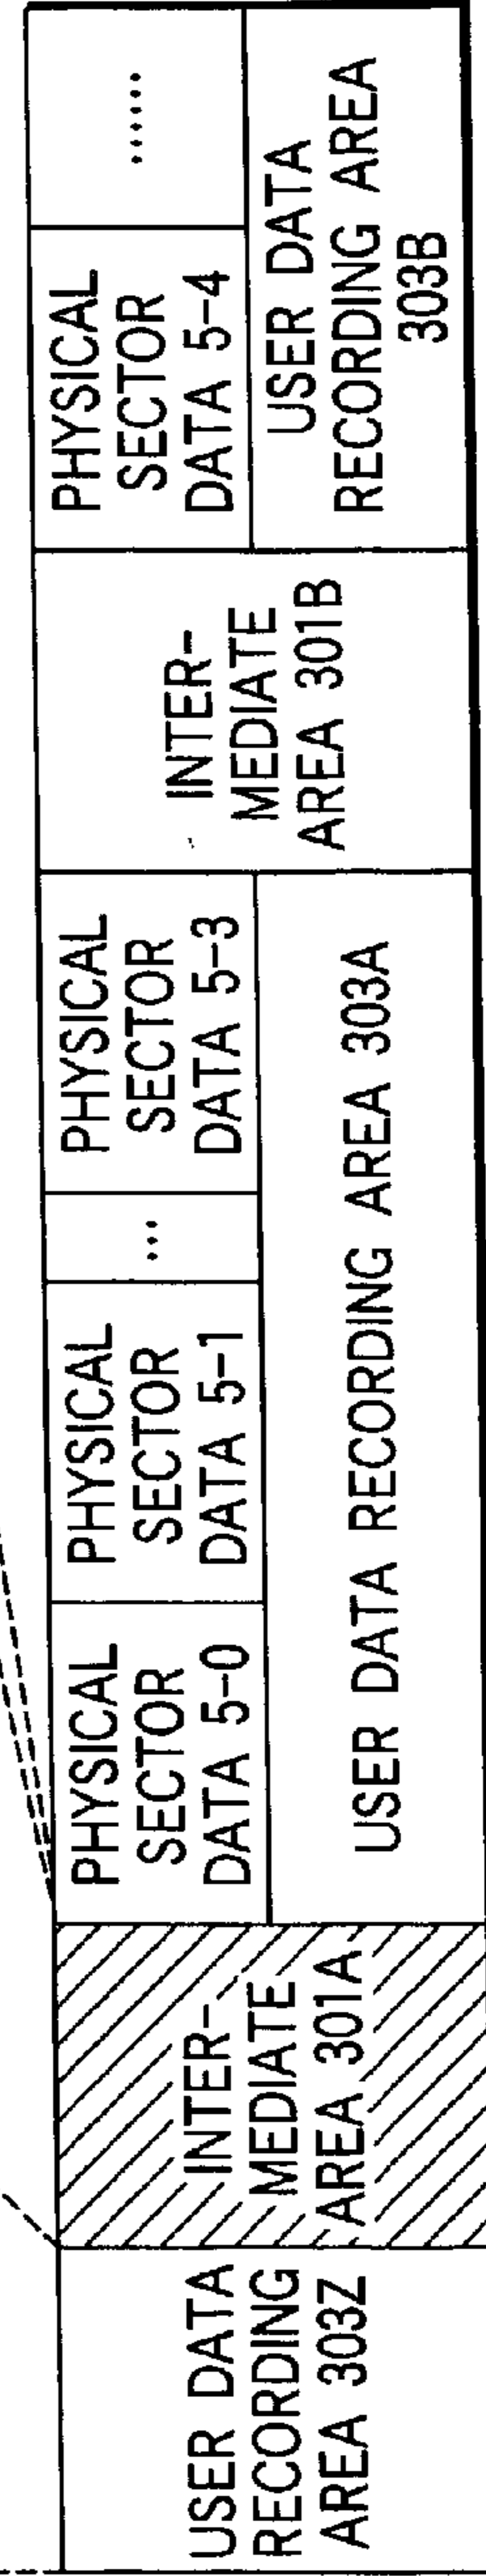 USER DATA
RECORDING
AREA 303Z
INTER-
MEDIATE
AREA 301A
PHYSICAL
SECTOR
DATA 5-0
PHYSICAL
SECTOR
DATA 5-1
...
PHYSICAL
SECTOR
DATA 5-3
USER DATA RECORDING AREA 303A
INTER-
MEDIATE
AREA 301B
PHYSICAL
SECTOR
DATA 5-4
......
USER DATA
RECORDING AREA
303B